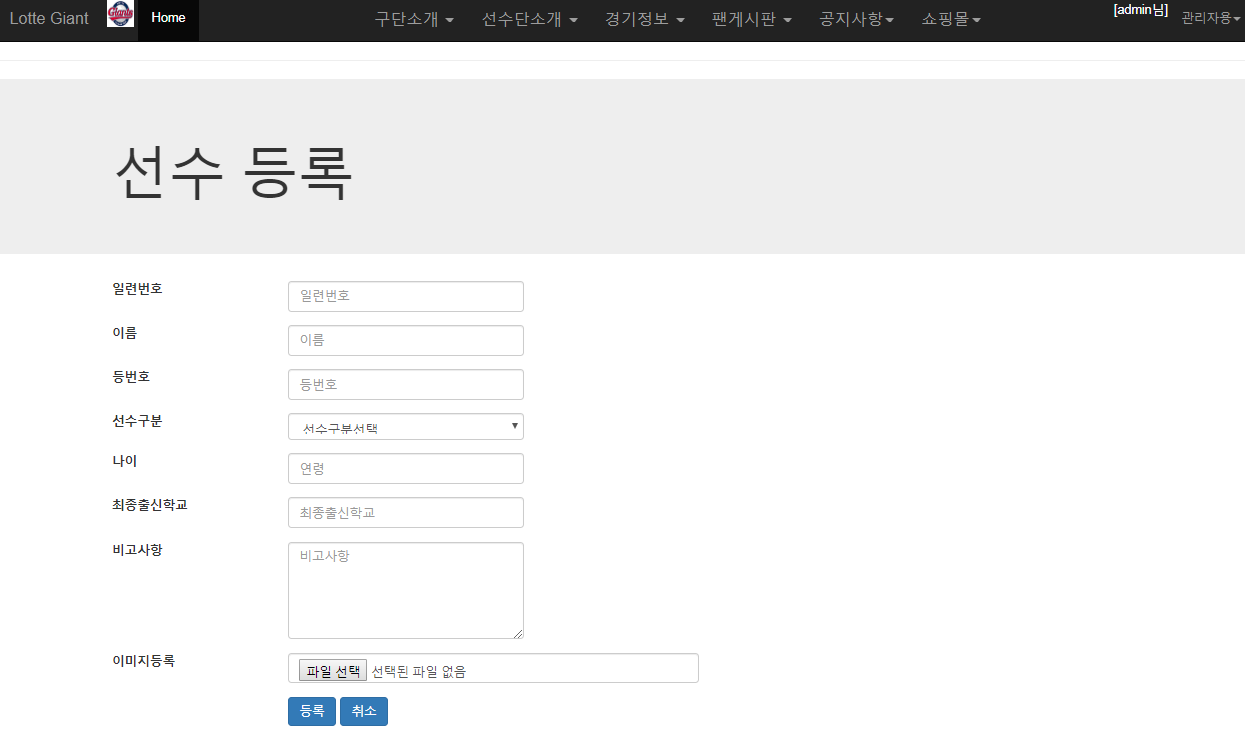 Lotte Giant Giants Home 구단소개 선수단소개 경기정보 팬게시판 공지사항 쇼핑몰 [admin님] 관리자용
선수 등록
일련번호 일련번호
이름 이름
등번호 등번호
선수구분 선수구분선택
나이 연령
최종출신학교 최종출신학교
비고사항 비고사항
이미지등록 파일 선택 선택된 파일 없음
등록 취소